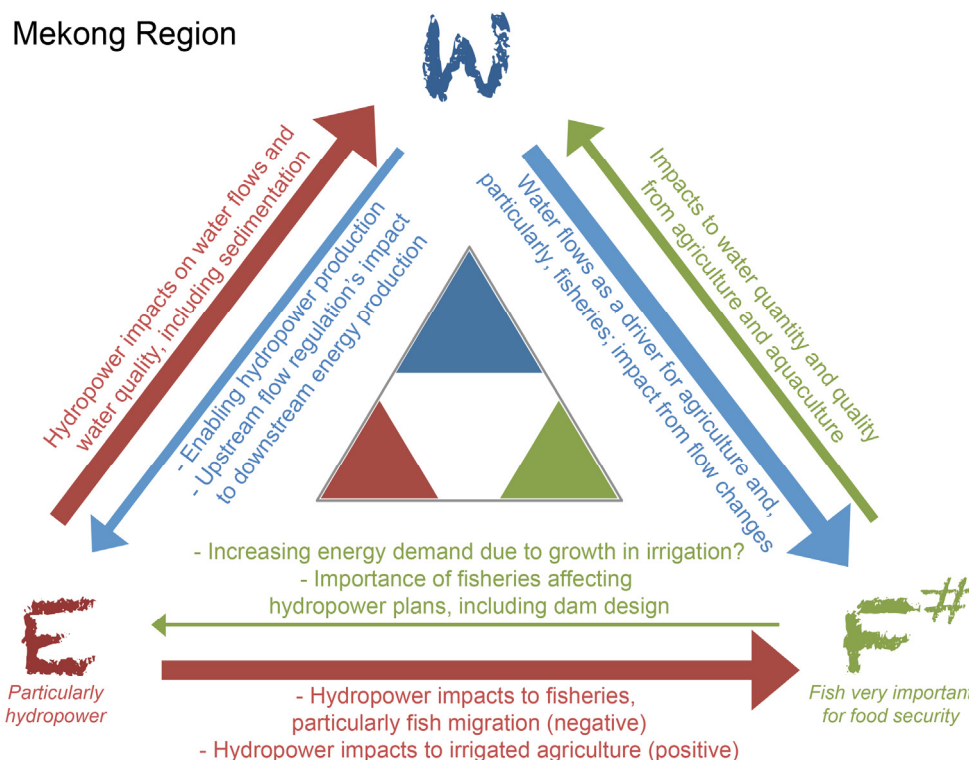 Mekong Region
W
Hydropower impacts on water flows and
water quality, including sedimentation
- Enabling hydropower production
- Upstream flow regulation's impact
to downstream energy production
Water flows as a driver for agriculture and,
particularly, fisheries; impact from flow changes
Impacts to water quantity and quality
from agriculture and aquaculture
- Increasing energy demand due to growth in irrigation?
- Importance of fisheries affecting
hydropower plans, including dam design
E
Particularly
hydropower
F#
Fish very important
for food security
- Hydropower impacts to fisheries,
particularly fish migration (negative)
- Hydropower impacts to irrigated agriculture (positive)